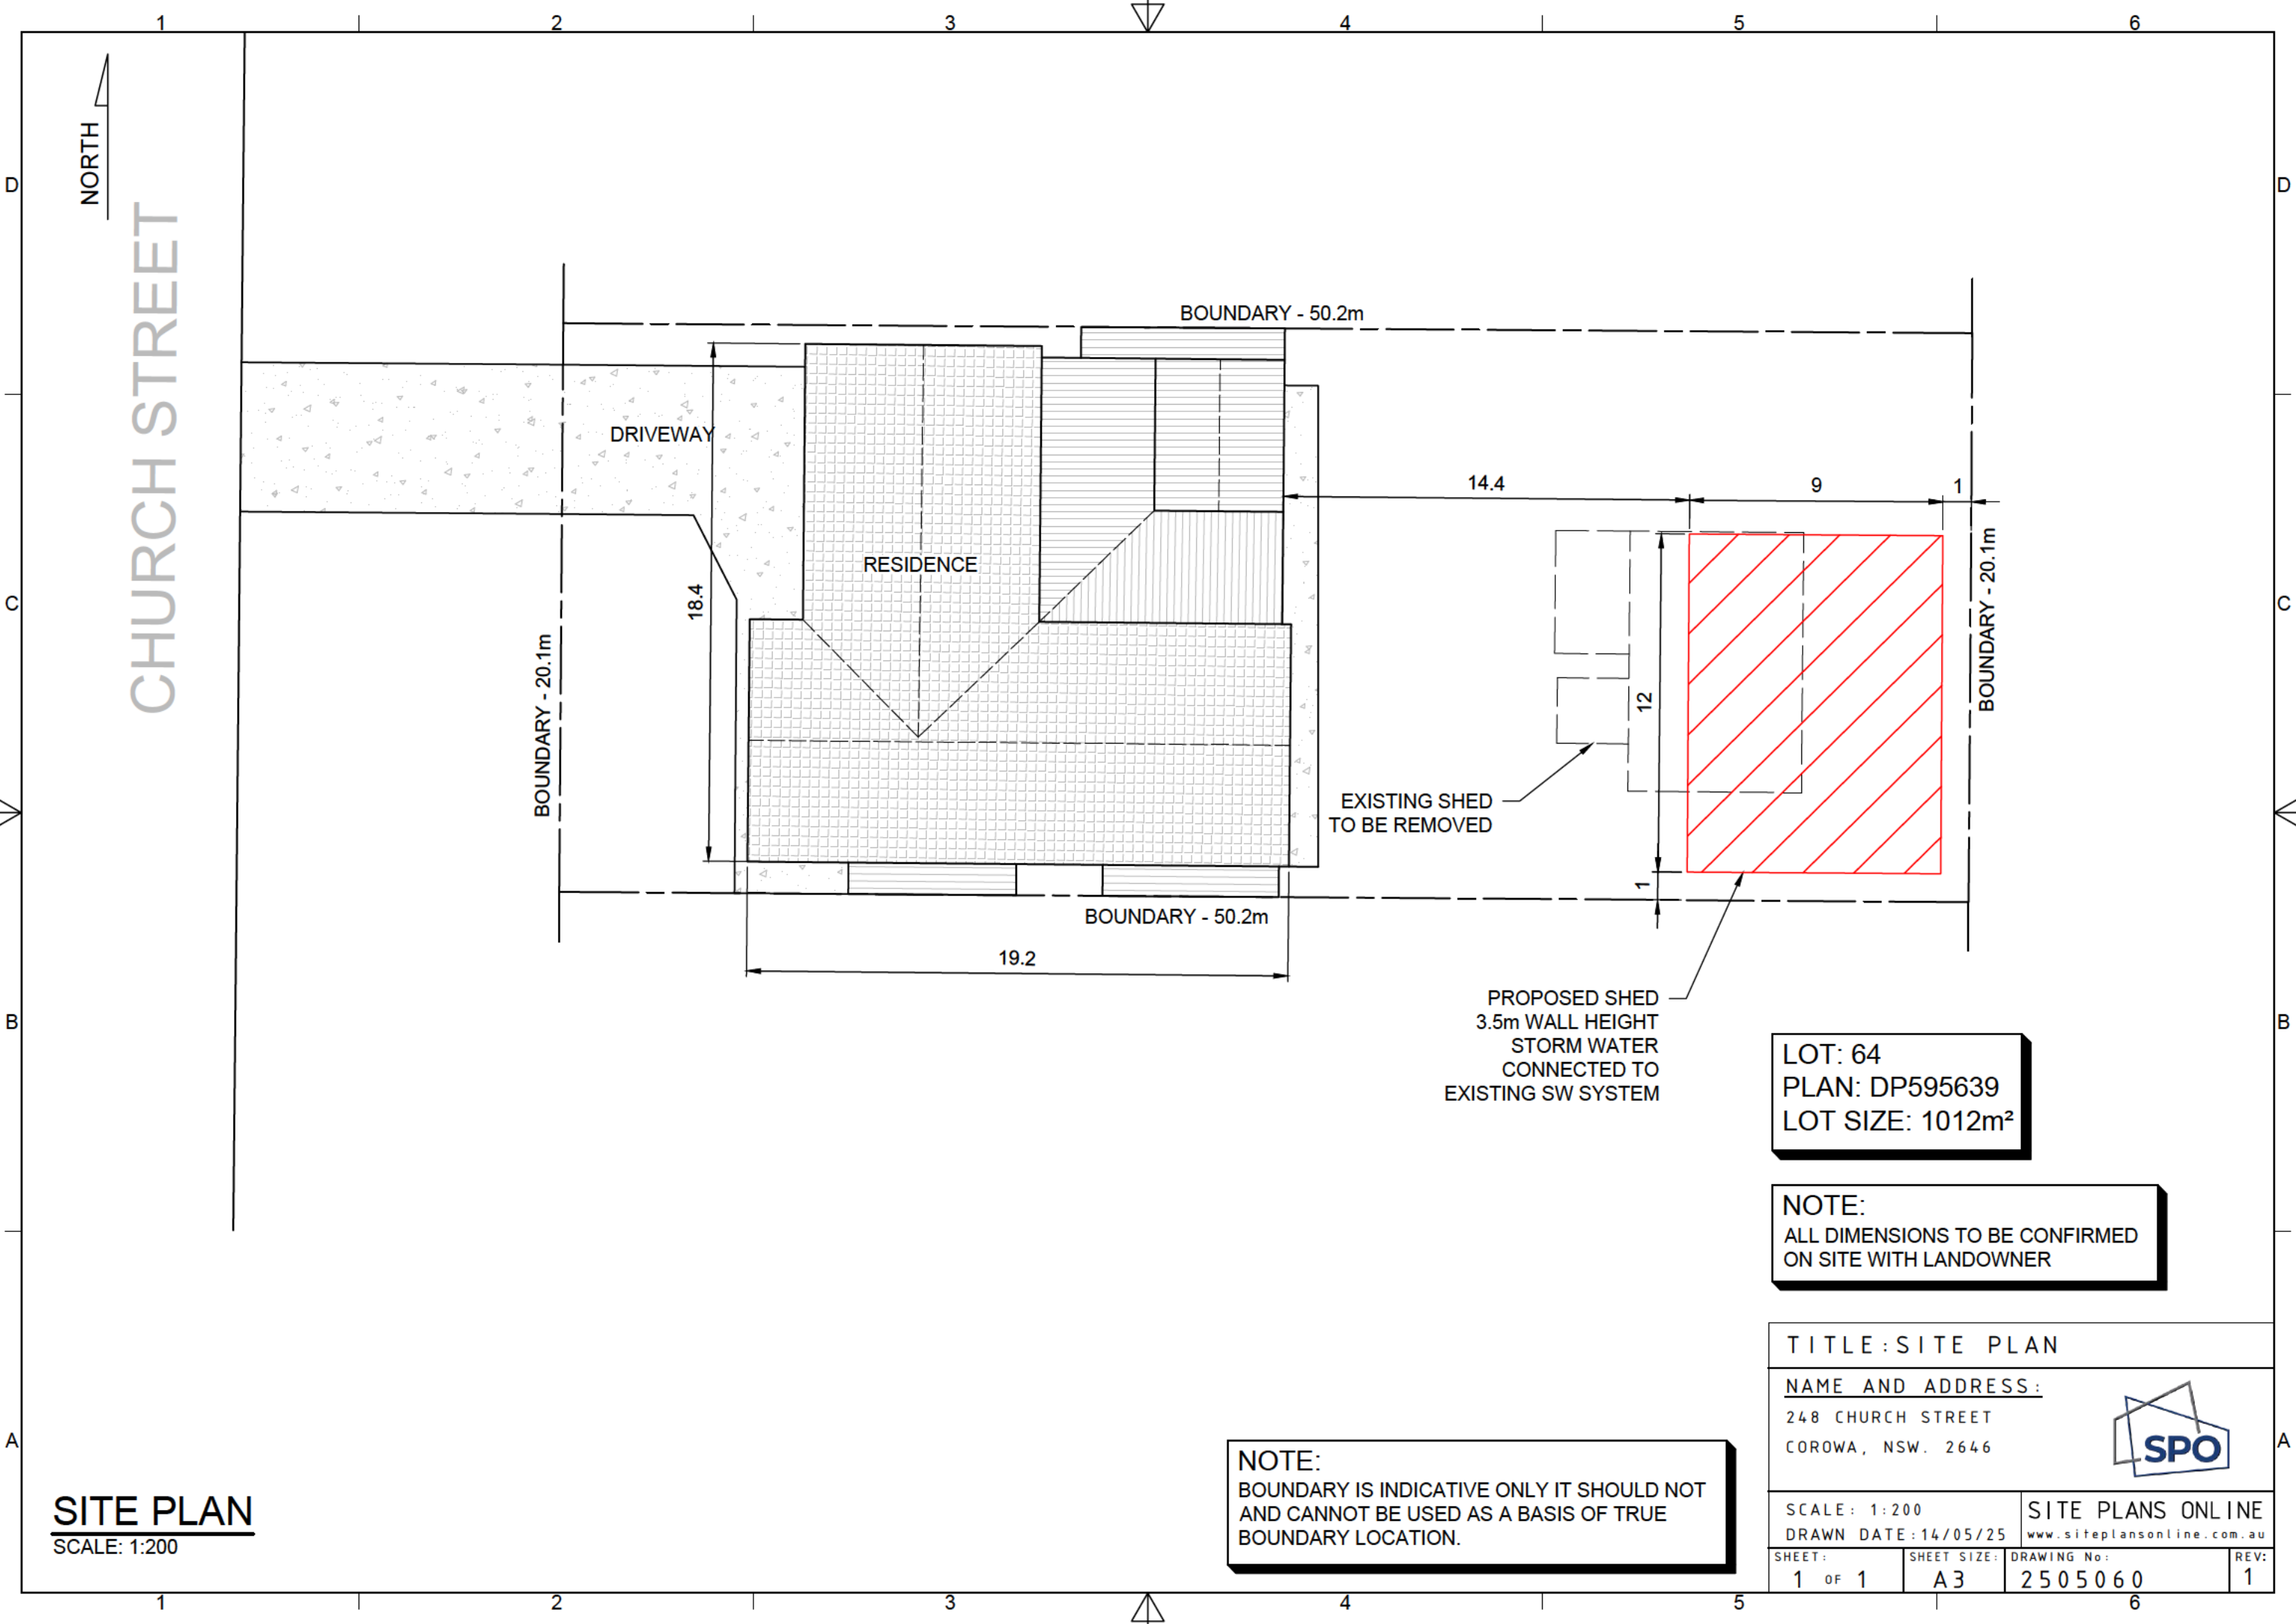 1 2 3 4 5 6
D D
NORTH
CHURCH STREET
BOUNDARY - 50.2m
DRIVEWAY
14.4 9 1
RESIDENCE
18.4
C C
BOUNDARY - 20.1m
BOUNDARY - 20.1m
12
EXISTING SHED
TO BE REMOVED
1
BOUNDARY - 50.2m
19.2
PROPOSED SHED
3.5m WALL HEIGHT
STORM WATER
CONNECTED TO
EXISTING SW SYSTEM
B B
LOT: 64
PLAN: DP595639
LOT SIZE: 1012m²
NOTE:
ALL DIMENSIONS TO BE CONFIRMED
ON SITE WITH LANDOWNER
TITLE:SITE PLAN
NAME AND ADDRESS:
248 CHURCH STREET
COROWA, NSW. 2646
SPO
A A
NOTE:
BOUNDARY IS INDICATIVE ONLY IT SHOULD NOT
AND CANNOT BE USED AS A BASIS OF TRUE
BOUNDARY LOCATION.
SITE PLAN
SCALE: 1:200
SCALE: 1:200
DRAWN DATE:14/05/25
SITE PLANS ONLINE
www.siteplansonline.com.au
SHEET:
1 OF 1
SHEET SIZE:
A3
DRAWING No:
2505060
REV:
1
1 2 3 4 5 6